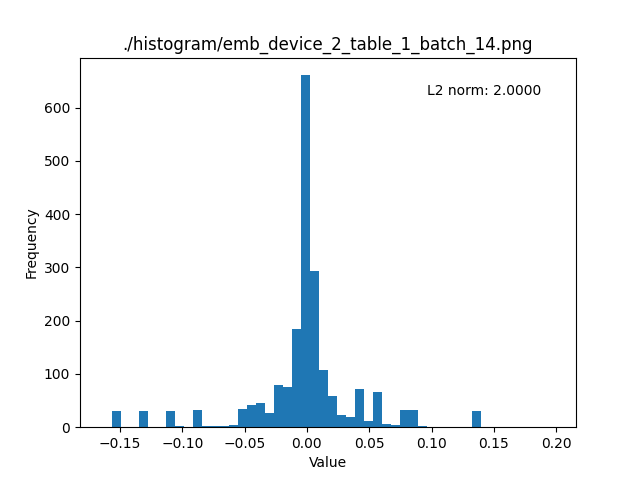 ./histogram/emb_device_2_table_1_batch_14.png
L2 norm: 2.0000
600
500
400
300
200
100
0
Frequency
−0.15 −0.10 −0.05 0.00 0.05 0.10 0.15 0.20
Value